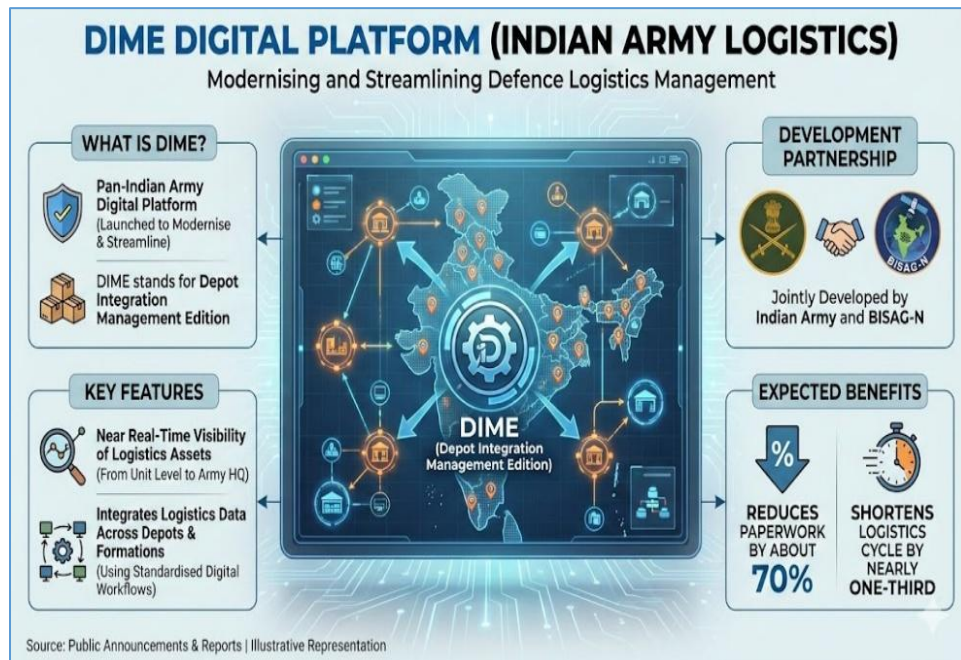 DIME DIGITAL PLATFORM (INDIAN ARMY LOGISTICS)
Modernising and Streamlining Defence Logistics Management
WHAT IS DIME?
Pan-Indian Army
Digital Platform
(Launched to Modernise
& Streamline)
DIME stands for Depot
Integration
Management Edition
KEY FEATURES
Near Real-Time Visibility
of Logistics Assets
(From Unit Level to Army HQ)
Integrates Logistics Data
Across Depots &
Formations
(Using Standardised Digital
Workflows)
DIME
(Depot Integration
Management Edition)
DEVELOPMENT
PARTNERSHIP
BISAG-N
Jointly Developed by
Indian Army and BISAG-N
EXPECTED BENEFITS
%
REDUCES
PAPERWORK
BY ABOUT
70%
SHORTENS
LOGISTICS
CYCLE BY
NEARLY
ONE-THIRD
Source: Public Announcements & Reports | Illustrative Representation